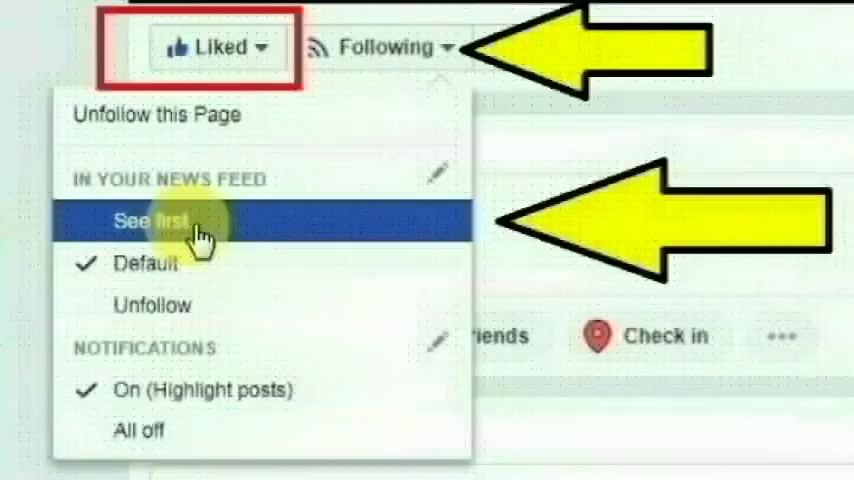 Liked Following
Unfollow this Page
IN YOUR NEWS FEED
See first
Default
Unfollow
riends Check in
NOTIFICATIONS
On (Highlight posts)
All off